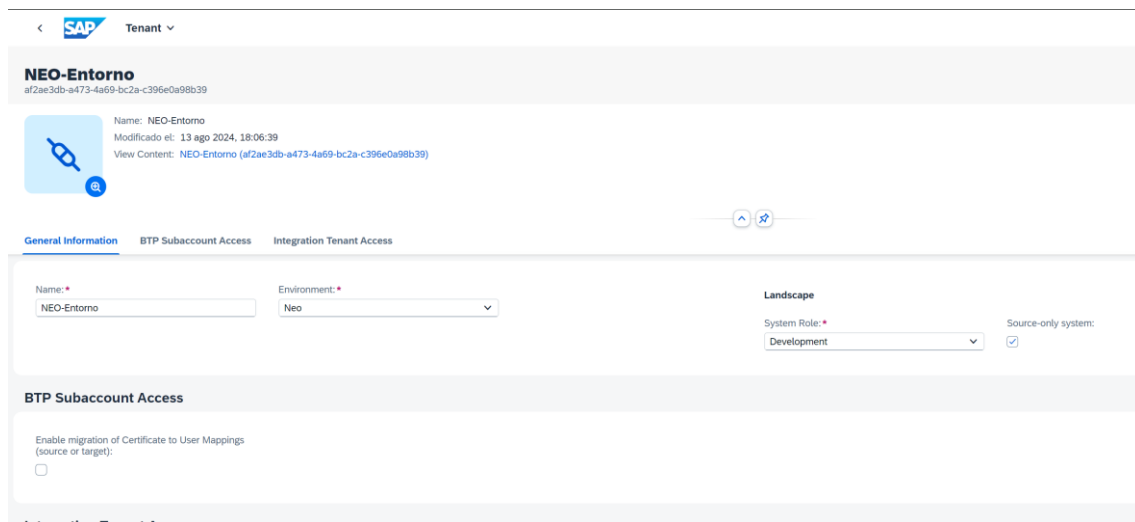 SAP Tenant
NEO-Entorno
af2ae3db-a473-4a69-bc2a-c396e0a98b39
Name: NEO-Entorno
Modificado el: 13 ago 2024, 18:06:39
View Content: NEO-Entorno (af2ae3db-a473-4a69-bc2a-c396e0a98b39)
General Information BTP Subaccount Access Integration Tenant Access
Name:* Environment:*
NEO-Entorno Neo
Landscape
System Role:* Source-only system:
Development
BTP Subaccount Access
Enable migration of Certificate to User Mappings
(source or target):